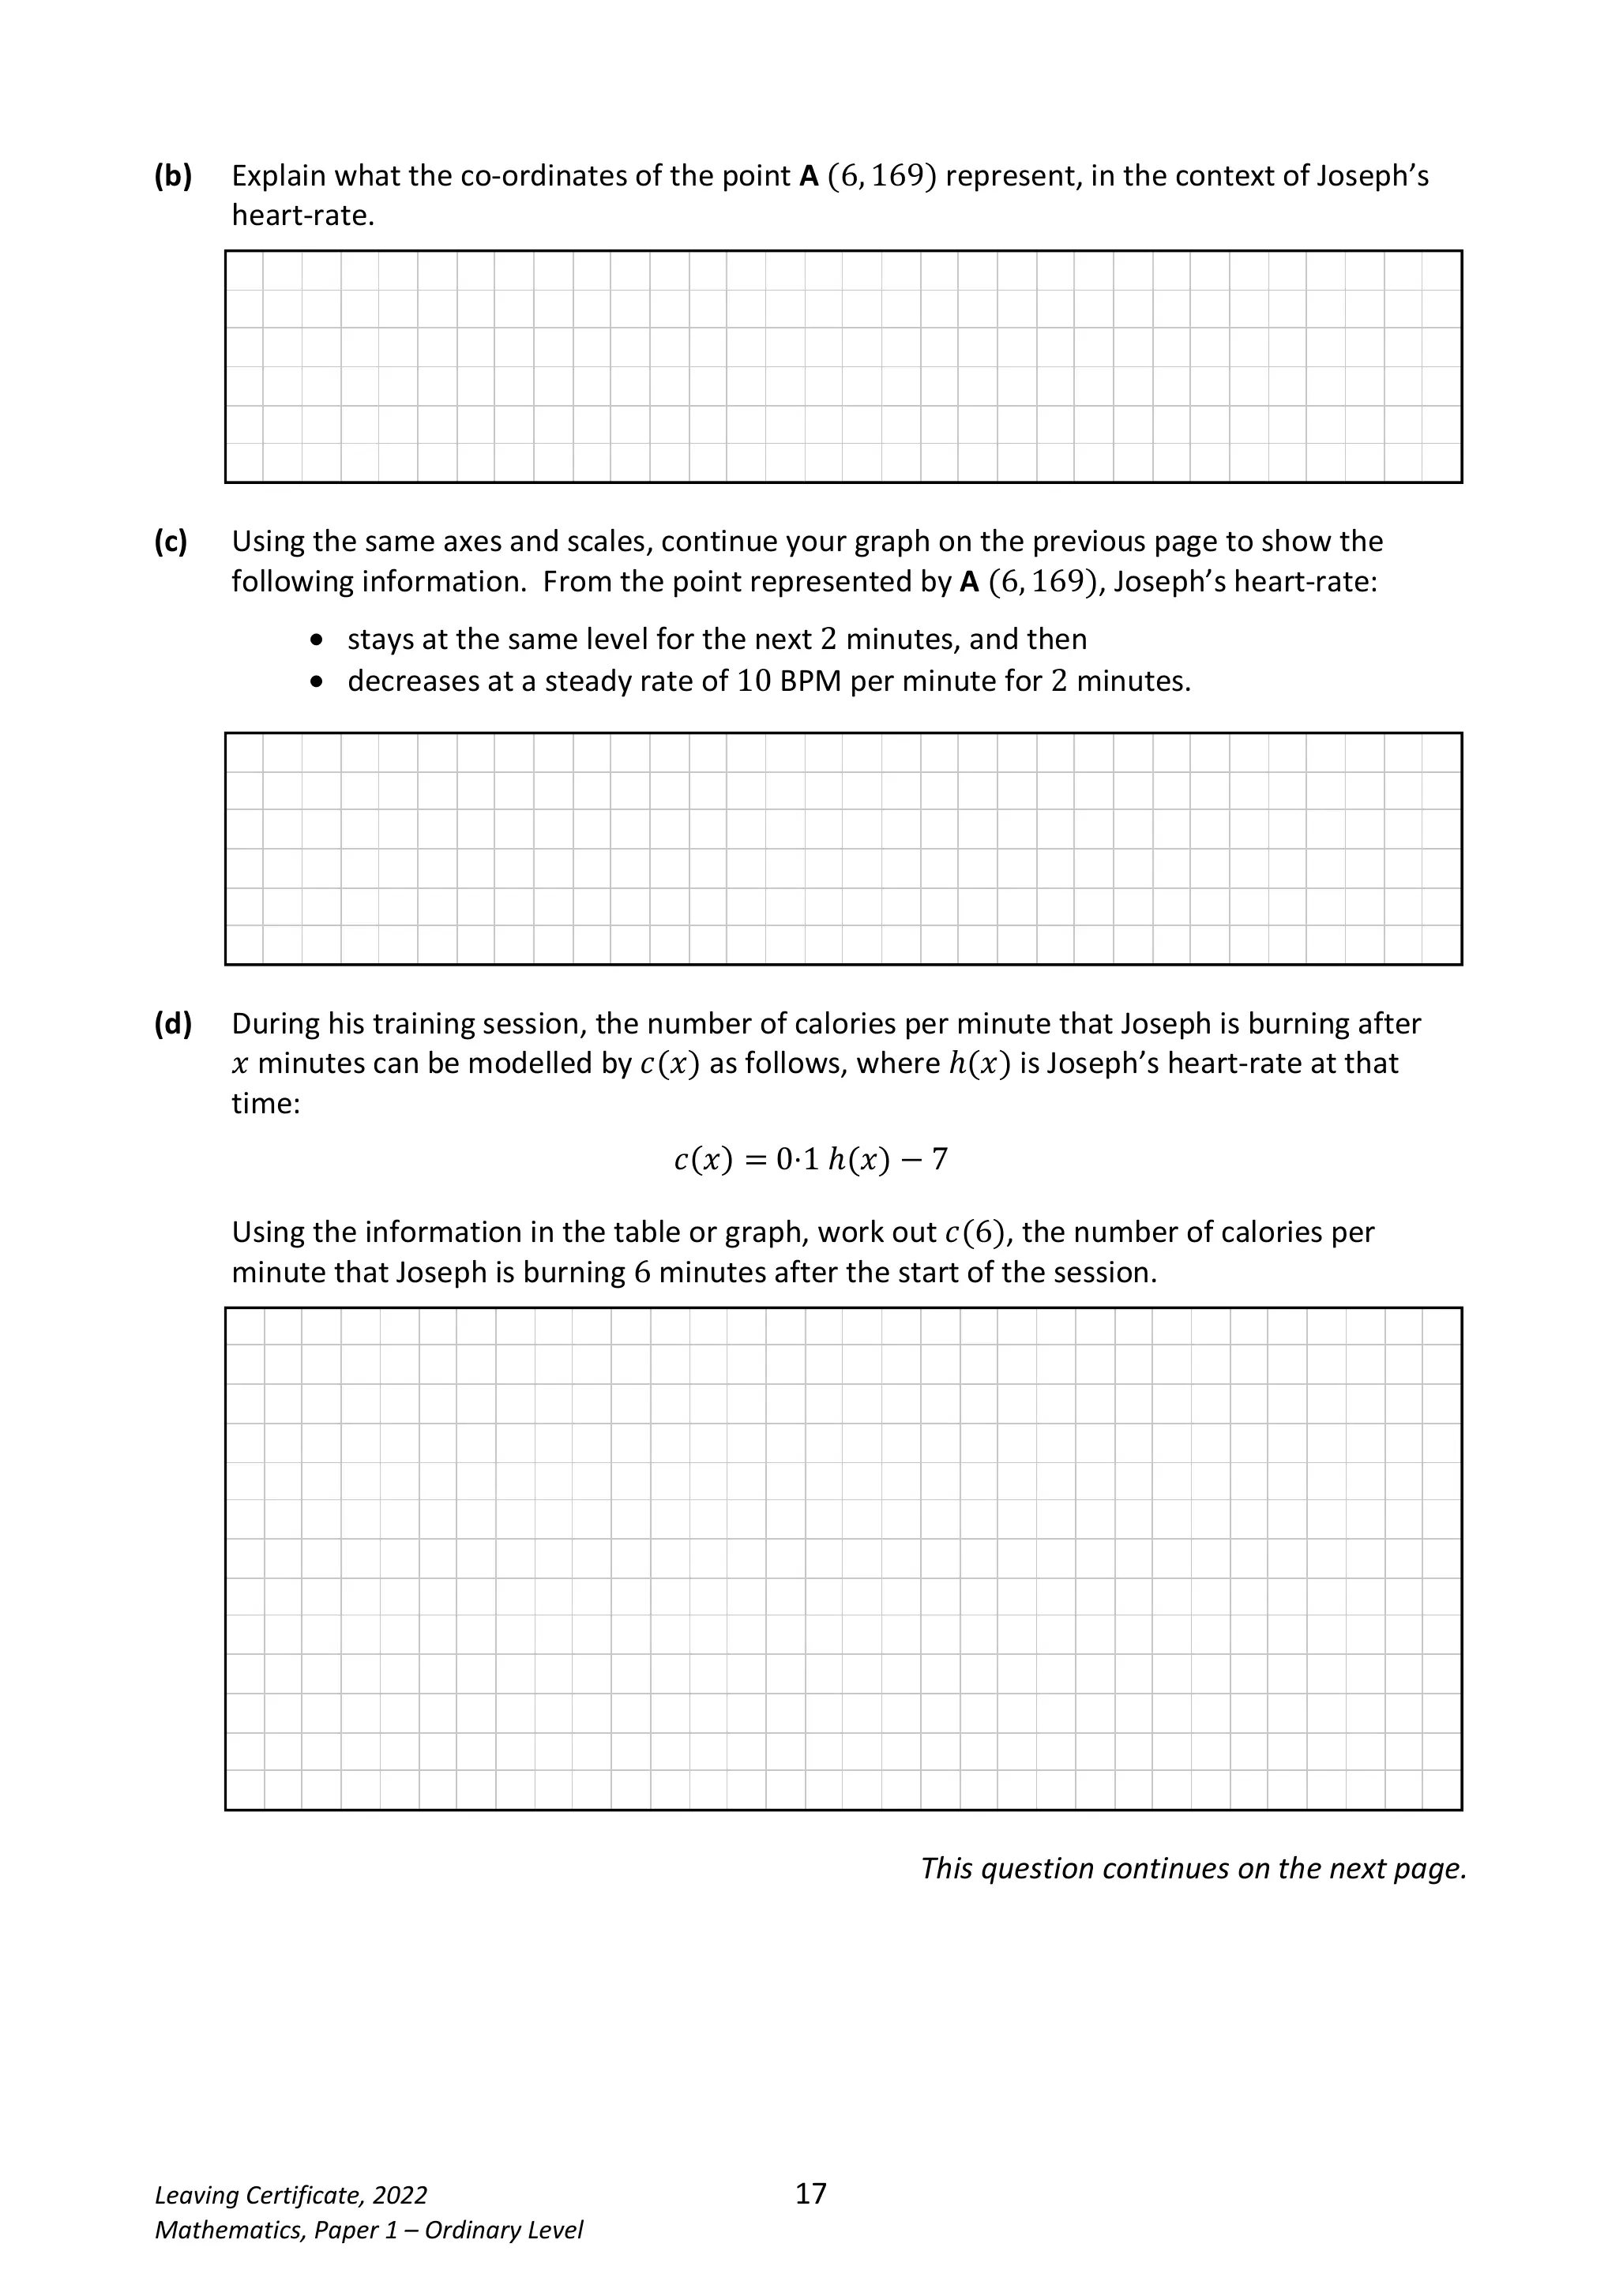 (b) Explain what the co-ordinates of the point A (6, 169) represent, in the context of Joseph’s
heart-rate.
(c) Using the same axes and scales, continue your graph on the previous page to show the
following information. From the point represented by A (6, 169), Joseph’s heart-rate:
• stays at the same level for the next 2 minutes, and then
• decreases at a steady rate of 10 BPM per minute for 2 minutes.
(d) During his training session, the number of calories per minute that Joseph is burning after
𝑥 minutes can be modelled by 𝑐(𝑥) as follows, where ℎ(𝑥) is Joseph’s heart-rate at that
time:
𝑐(𝑥) = 0·1 ℎ(𝑥) − 7
Using the information in the table or graph, work out 𝑐(6), the number of calories per
minute that Joseph is burning 6 minutes after the start of the session.
This question continues on the next page.
Leaving Certificate, 2022 17
Mathematics, Paper 1 – Ordinary Level